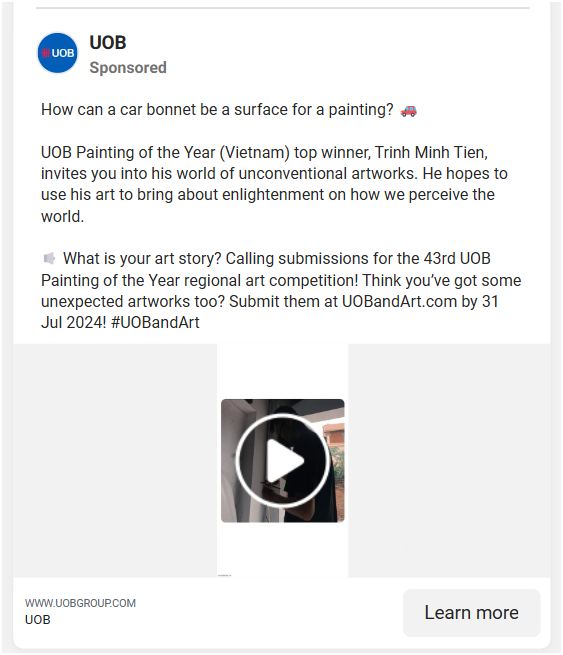 UOB
UOB
Sponsored
How can a car bonnet be a surface for a painting? 🚗
UOB Painting of the Year (Vietnam) top winner, Trinh Minh Tien,
invites you into his world of unconventional artworks. He hopes to
use his art to bring about enlightenment on how we perceive the
world.
📢 What is your art story? Calling submissions for the 43rd UOB
Painting of the Year regional art competition! Think you’ve got some
unexpected artworks too? Submit them at UOBandArt.com by 31
Jul 2024! #UOBandArt
WWW.UOBGROUP.COM
UOB
Learn more